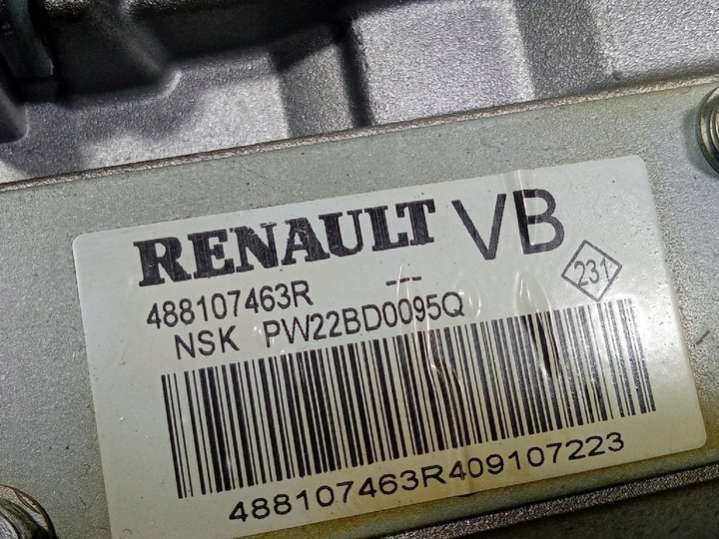 RENAULT VB
488107463R --- 231
NSK PW22BD0095Q
488107463R409107223